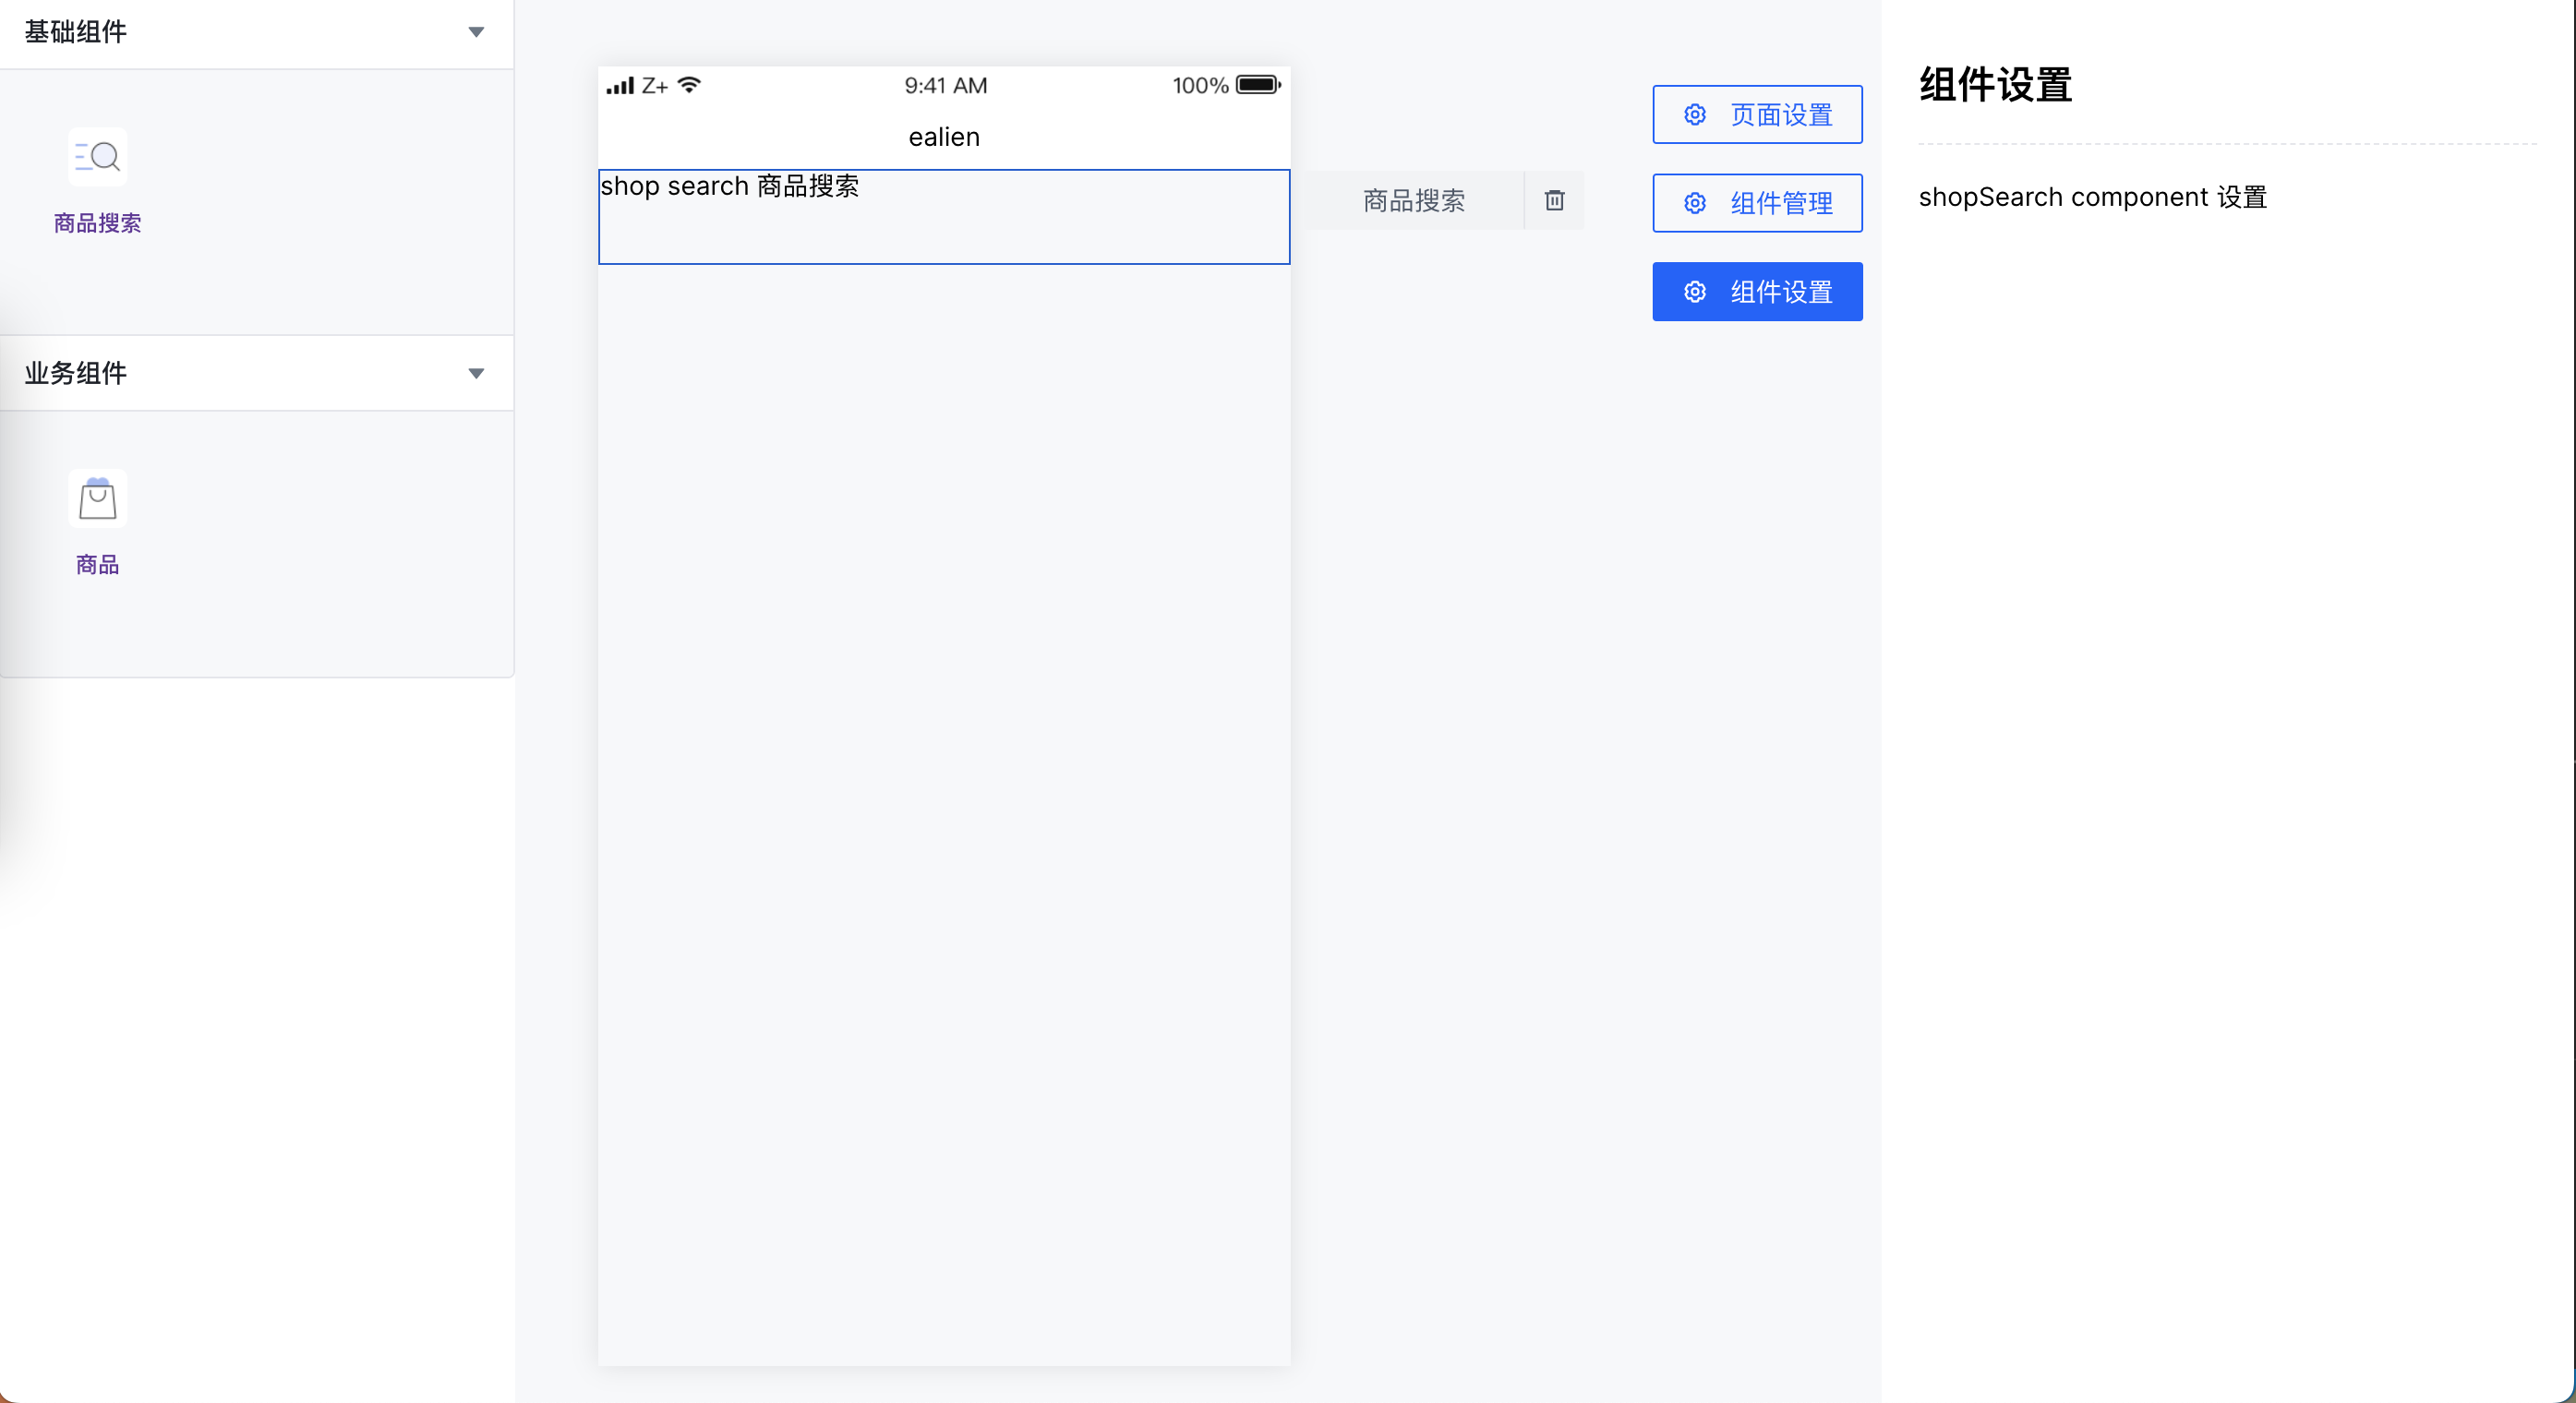 基础组件
商品搜索
业务组件
商品
Z+ 9:41 AM 100%
ealien
shop search 商品搜索
商品搜索
页面设置
组件管理
组件设置
组件设置
shopSearch component 设置